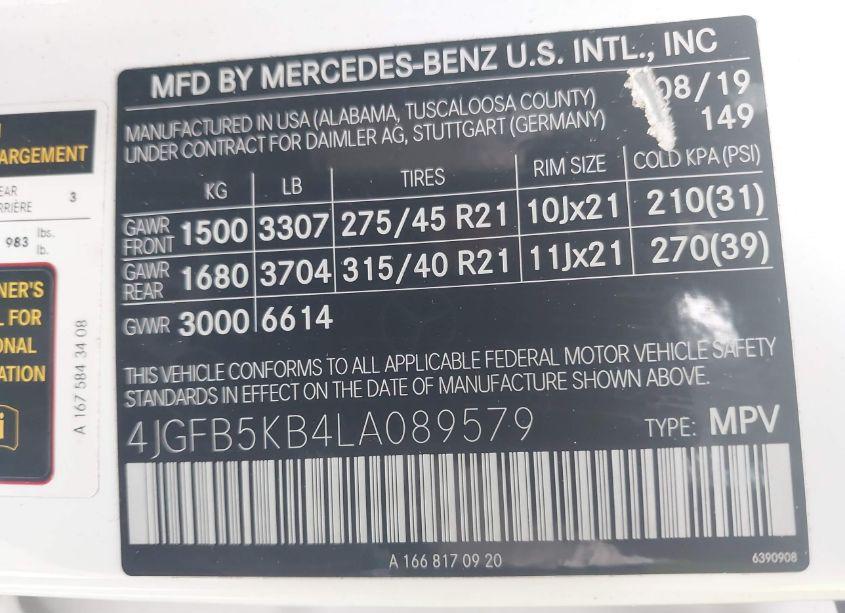 MFD BY MERCEDES-BENZ U.S. INTL., INC
MANUFACTURED IN USA (ALABAMA, TUSCALOOSA COUNTY) 08/19
UNDER CONTRACT FOR DAIMLER AG, STUTTGART (GERMANY) 149
KG LB TIRES RIM SIZE COLD KPA (PSI)
GAWR FRONT 1500 3307 275/45 R21 10Jx21 210(31)
GAWR REAR 1680 3704 315/40 R21 11Jx21 270(39)
GVWR 3000 6614
THIS VEHICLE CONFORMS TO ALL APPLICABLE FEDERAL MOTOR VEHICLE SAFETY
STANDARDS IN EFFECT ON THE DATE OF MANUFACTURE SHOWN ABOVE.
4JGFB5KB4LA089579 TYPE: MPV
A 166 817 09 20 6390908
ARGEMENT
EAR 3
RRIÈRE
983 lbs.
lb.
NER'S
L FOR
ONAL
ATION
i
A 167 584 34 08